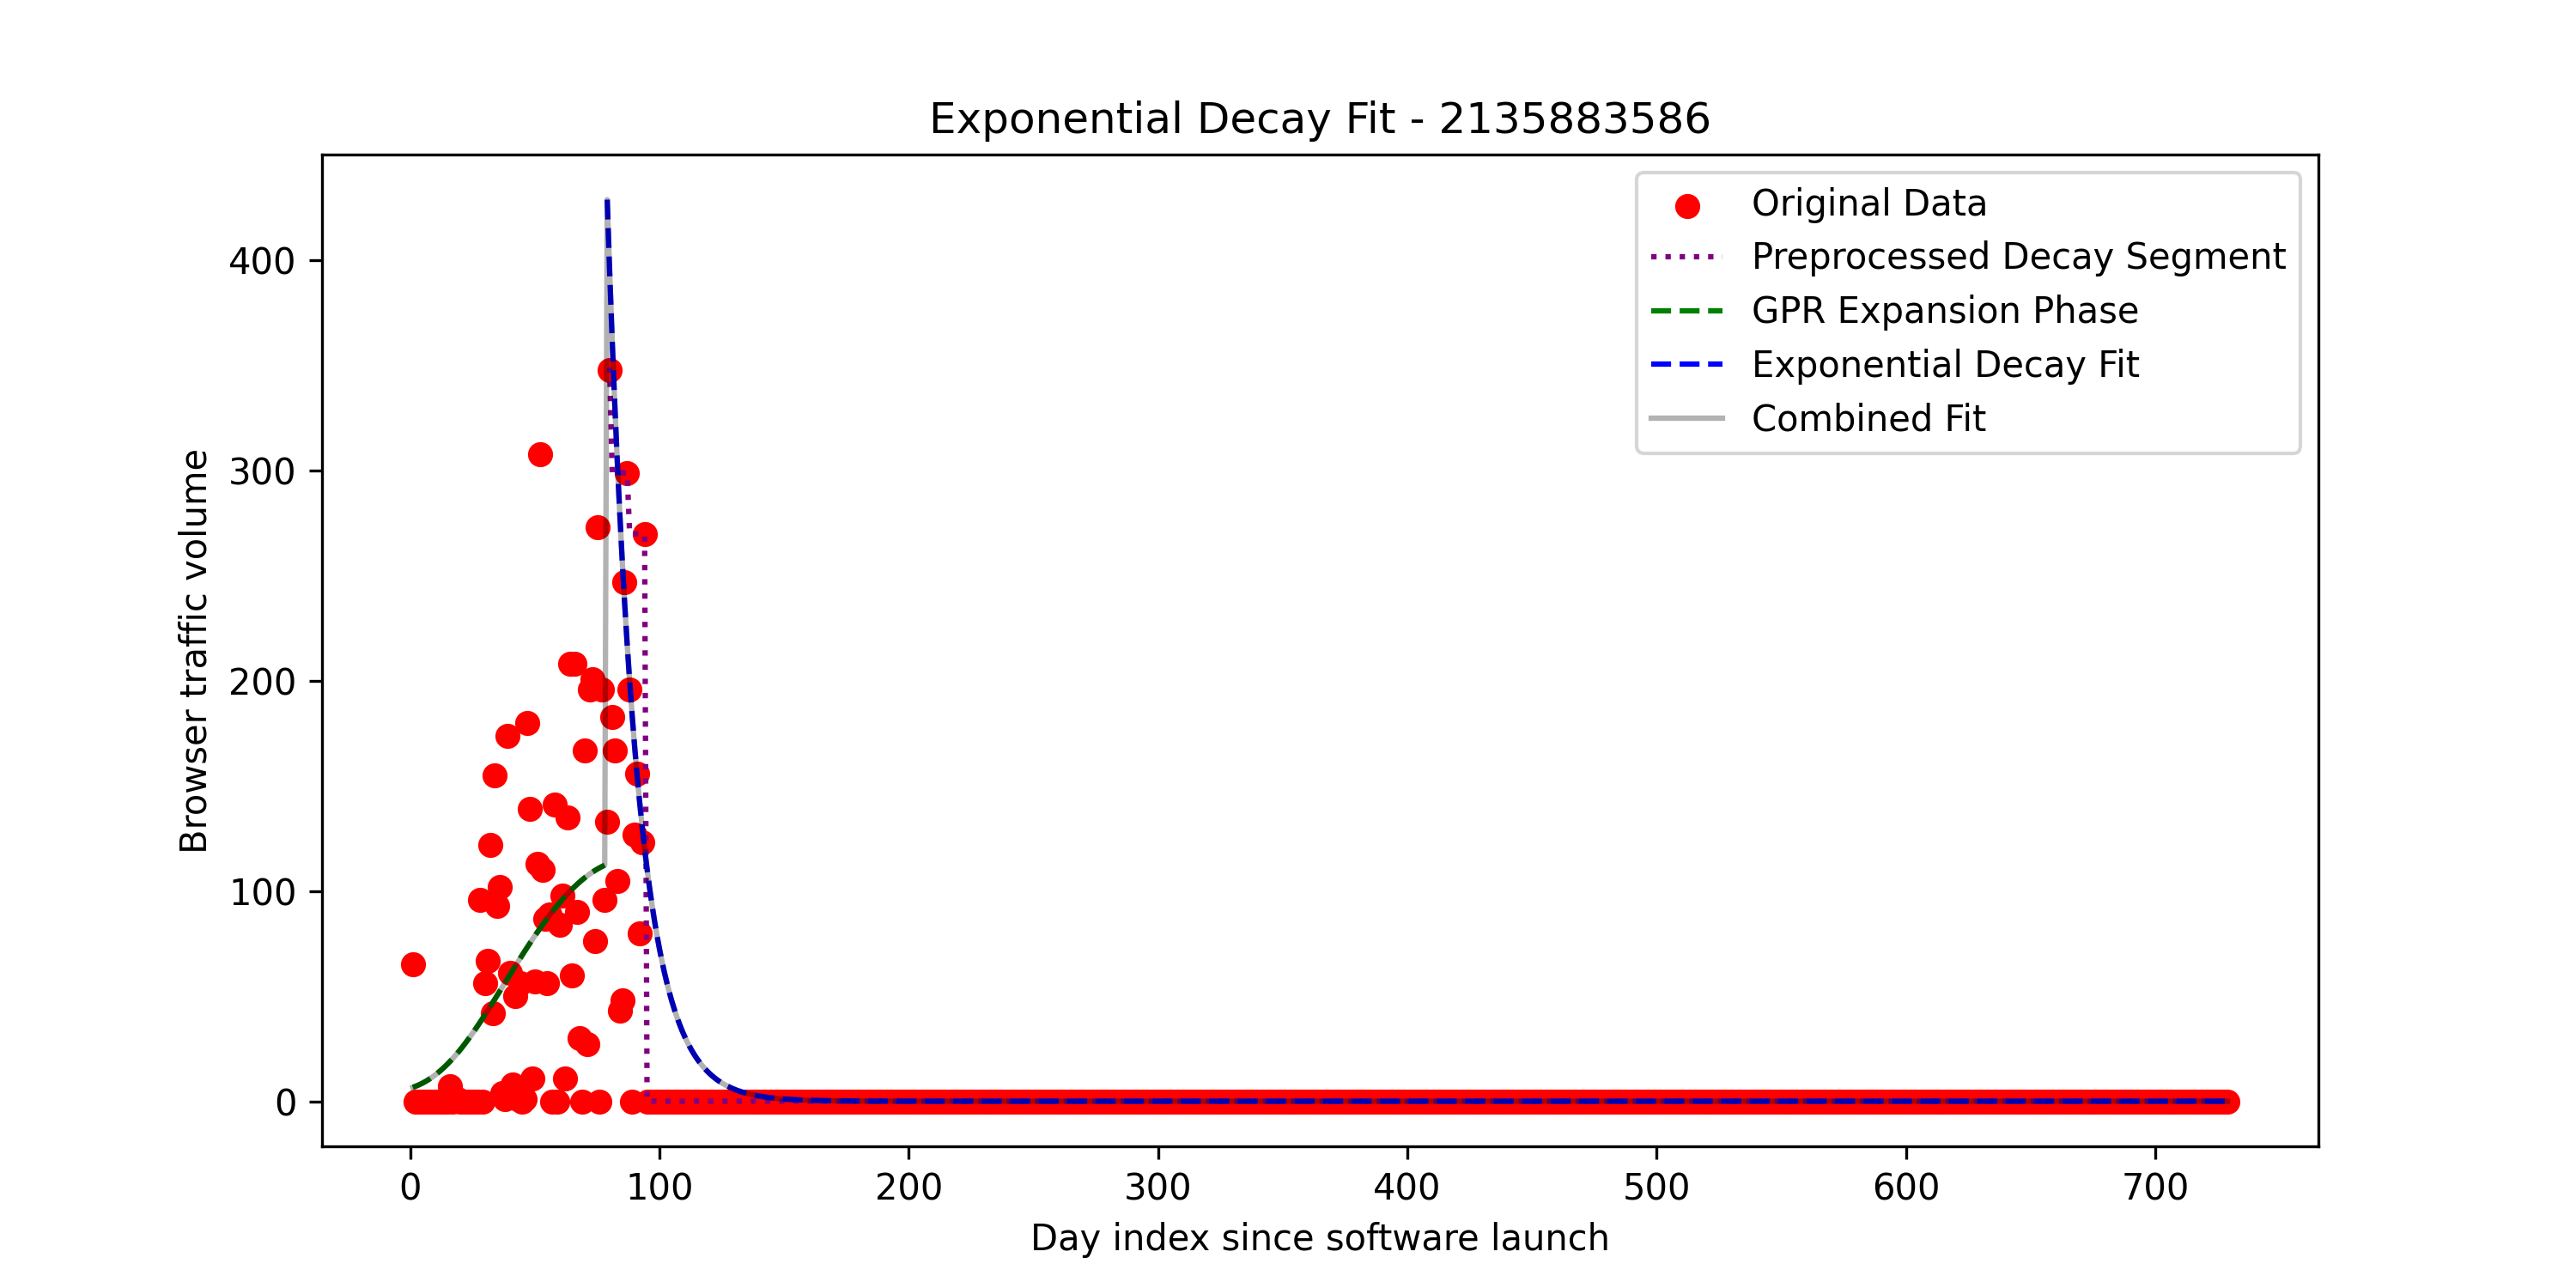 Exponential Decay Fit - 2135883586
Original Data
Preprocessed Decay Segment
GPR Expansion Phase
Exponential Decay Fit
Combined Fit
Browser traffic volume
400
300
200
100
0
0 100 200 300 400 500 600 700
Day index since software launch